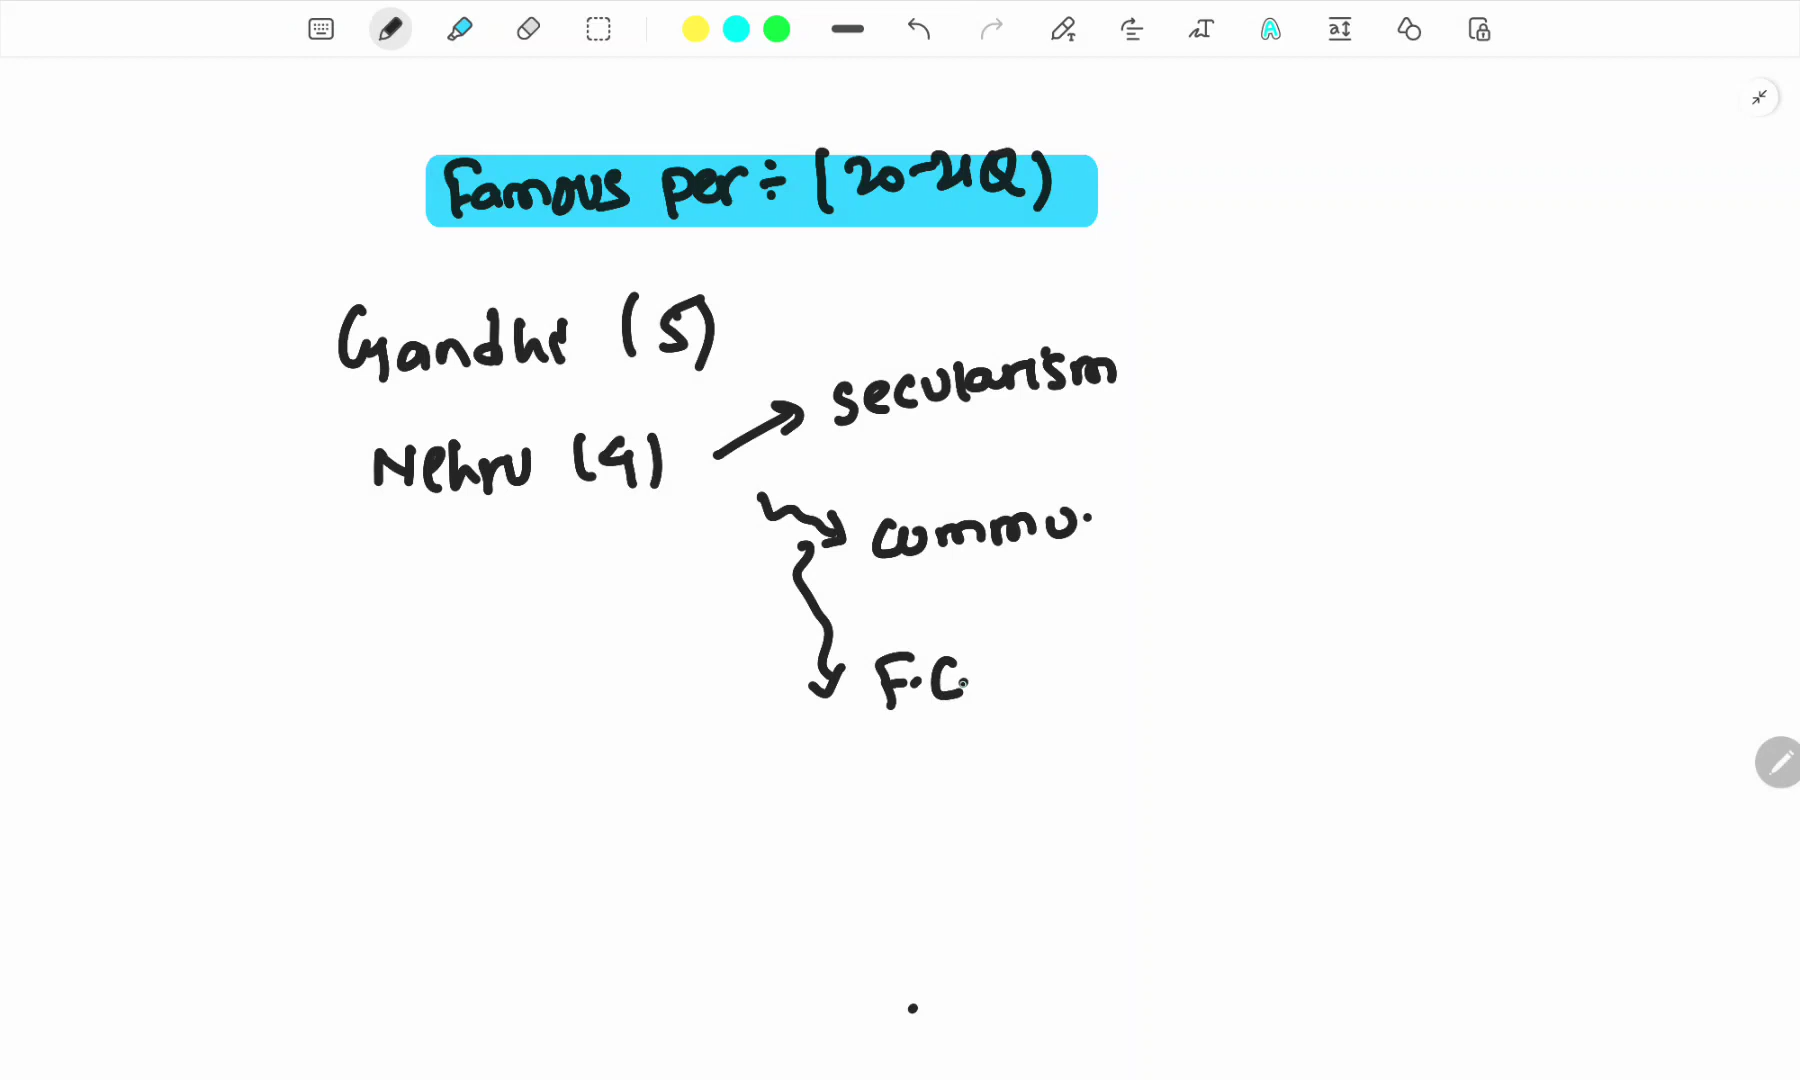 Famous per÷ (20-21Q)
Gandhi (5)
Nehru (4)
secularism
commu.
F.C.